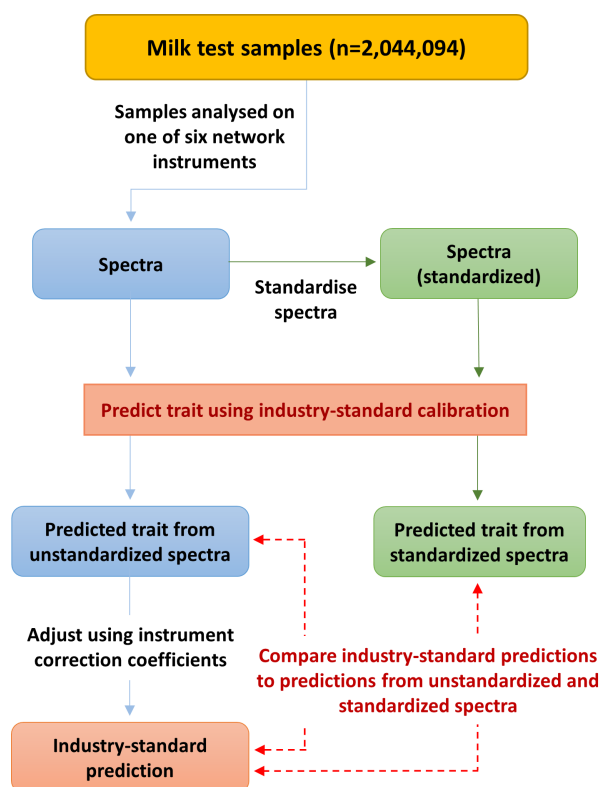 Milk test samples (n=2,044,094)
Samples analysed on
one of six network
instruments
Spectra
Standardise
spectra
Spectra
(standardized)
Predict trait using industry-standard calibration
Predicted trait from
unstandardized spectra
Predicted trait from
standardized spectra
Adjust using instrument
correction coefficients
Compare industry-standard predictions
to predictions from unstandardized and
standardized spectra
Industry-standard
prediction